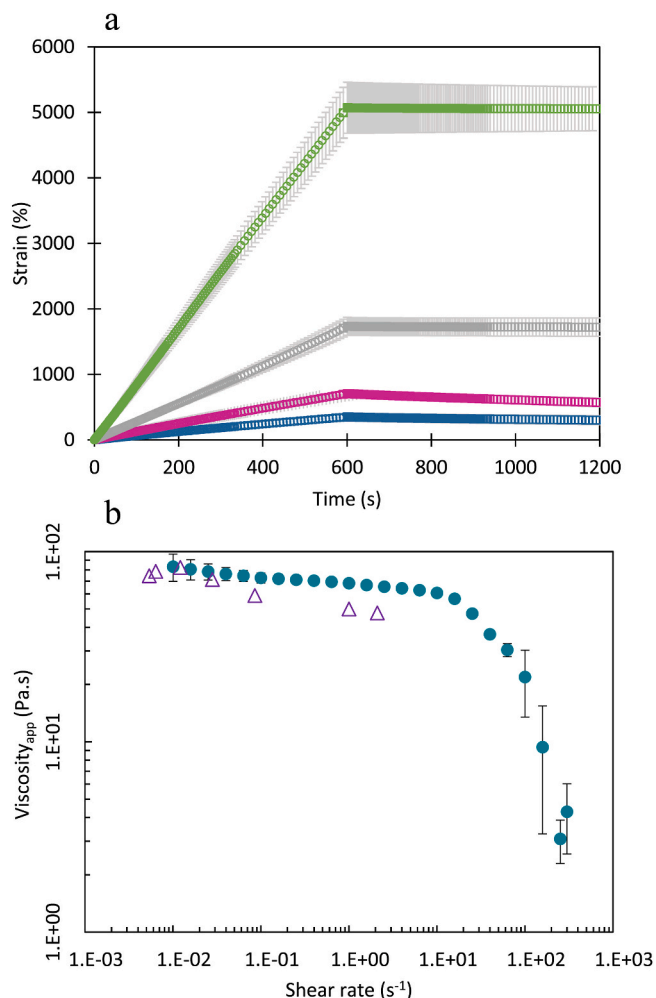 a
6000
5000
4000
3000
2000
1000
0
Strain (%)
0 200 400 600 800 1000 1200
Time (s)
b
1.E+02
1.E+01
1.E+00
Viscosity_app (Pa.s)
1.E-03 1.E-02 1.E-01 1.E+00 1.E+01 1.E+02 1.E+03
Shear rate (s⁻¹)